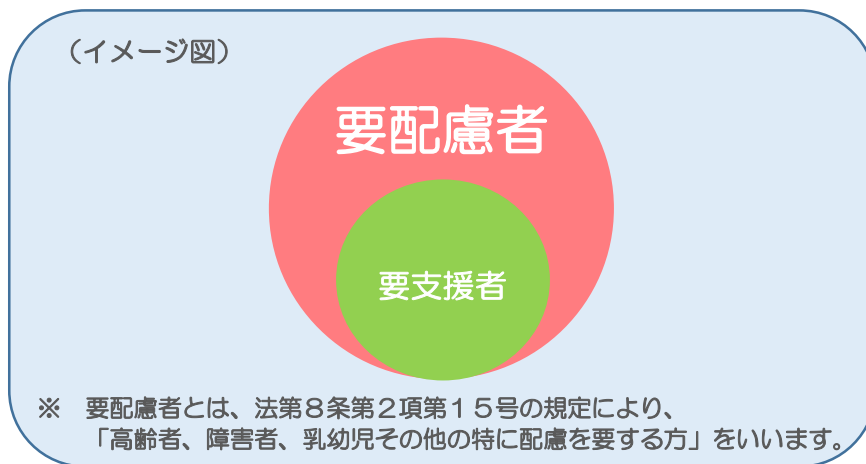 （イメージ図）
要配慮者
要支援者
※　要配慮者とは、法第８条第２項第１５号の規定により、
「高齢者、障害者、乳幼児その他の特に配慮を要する方」をいいます。